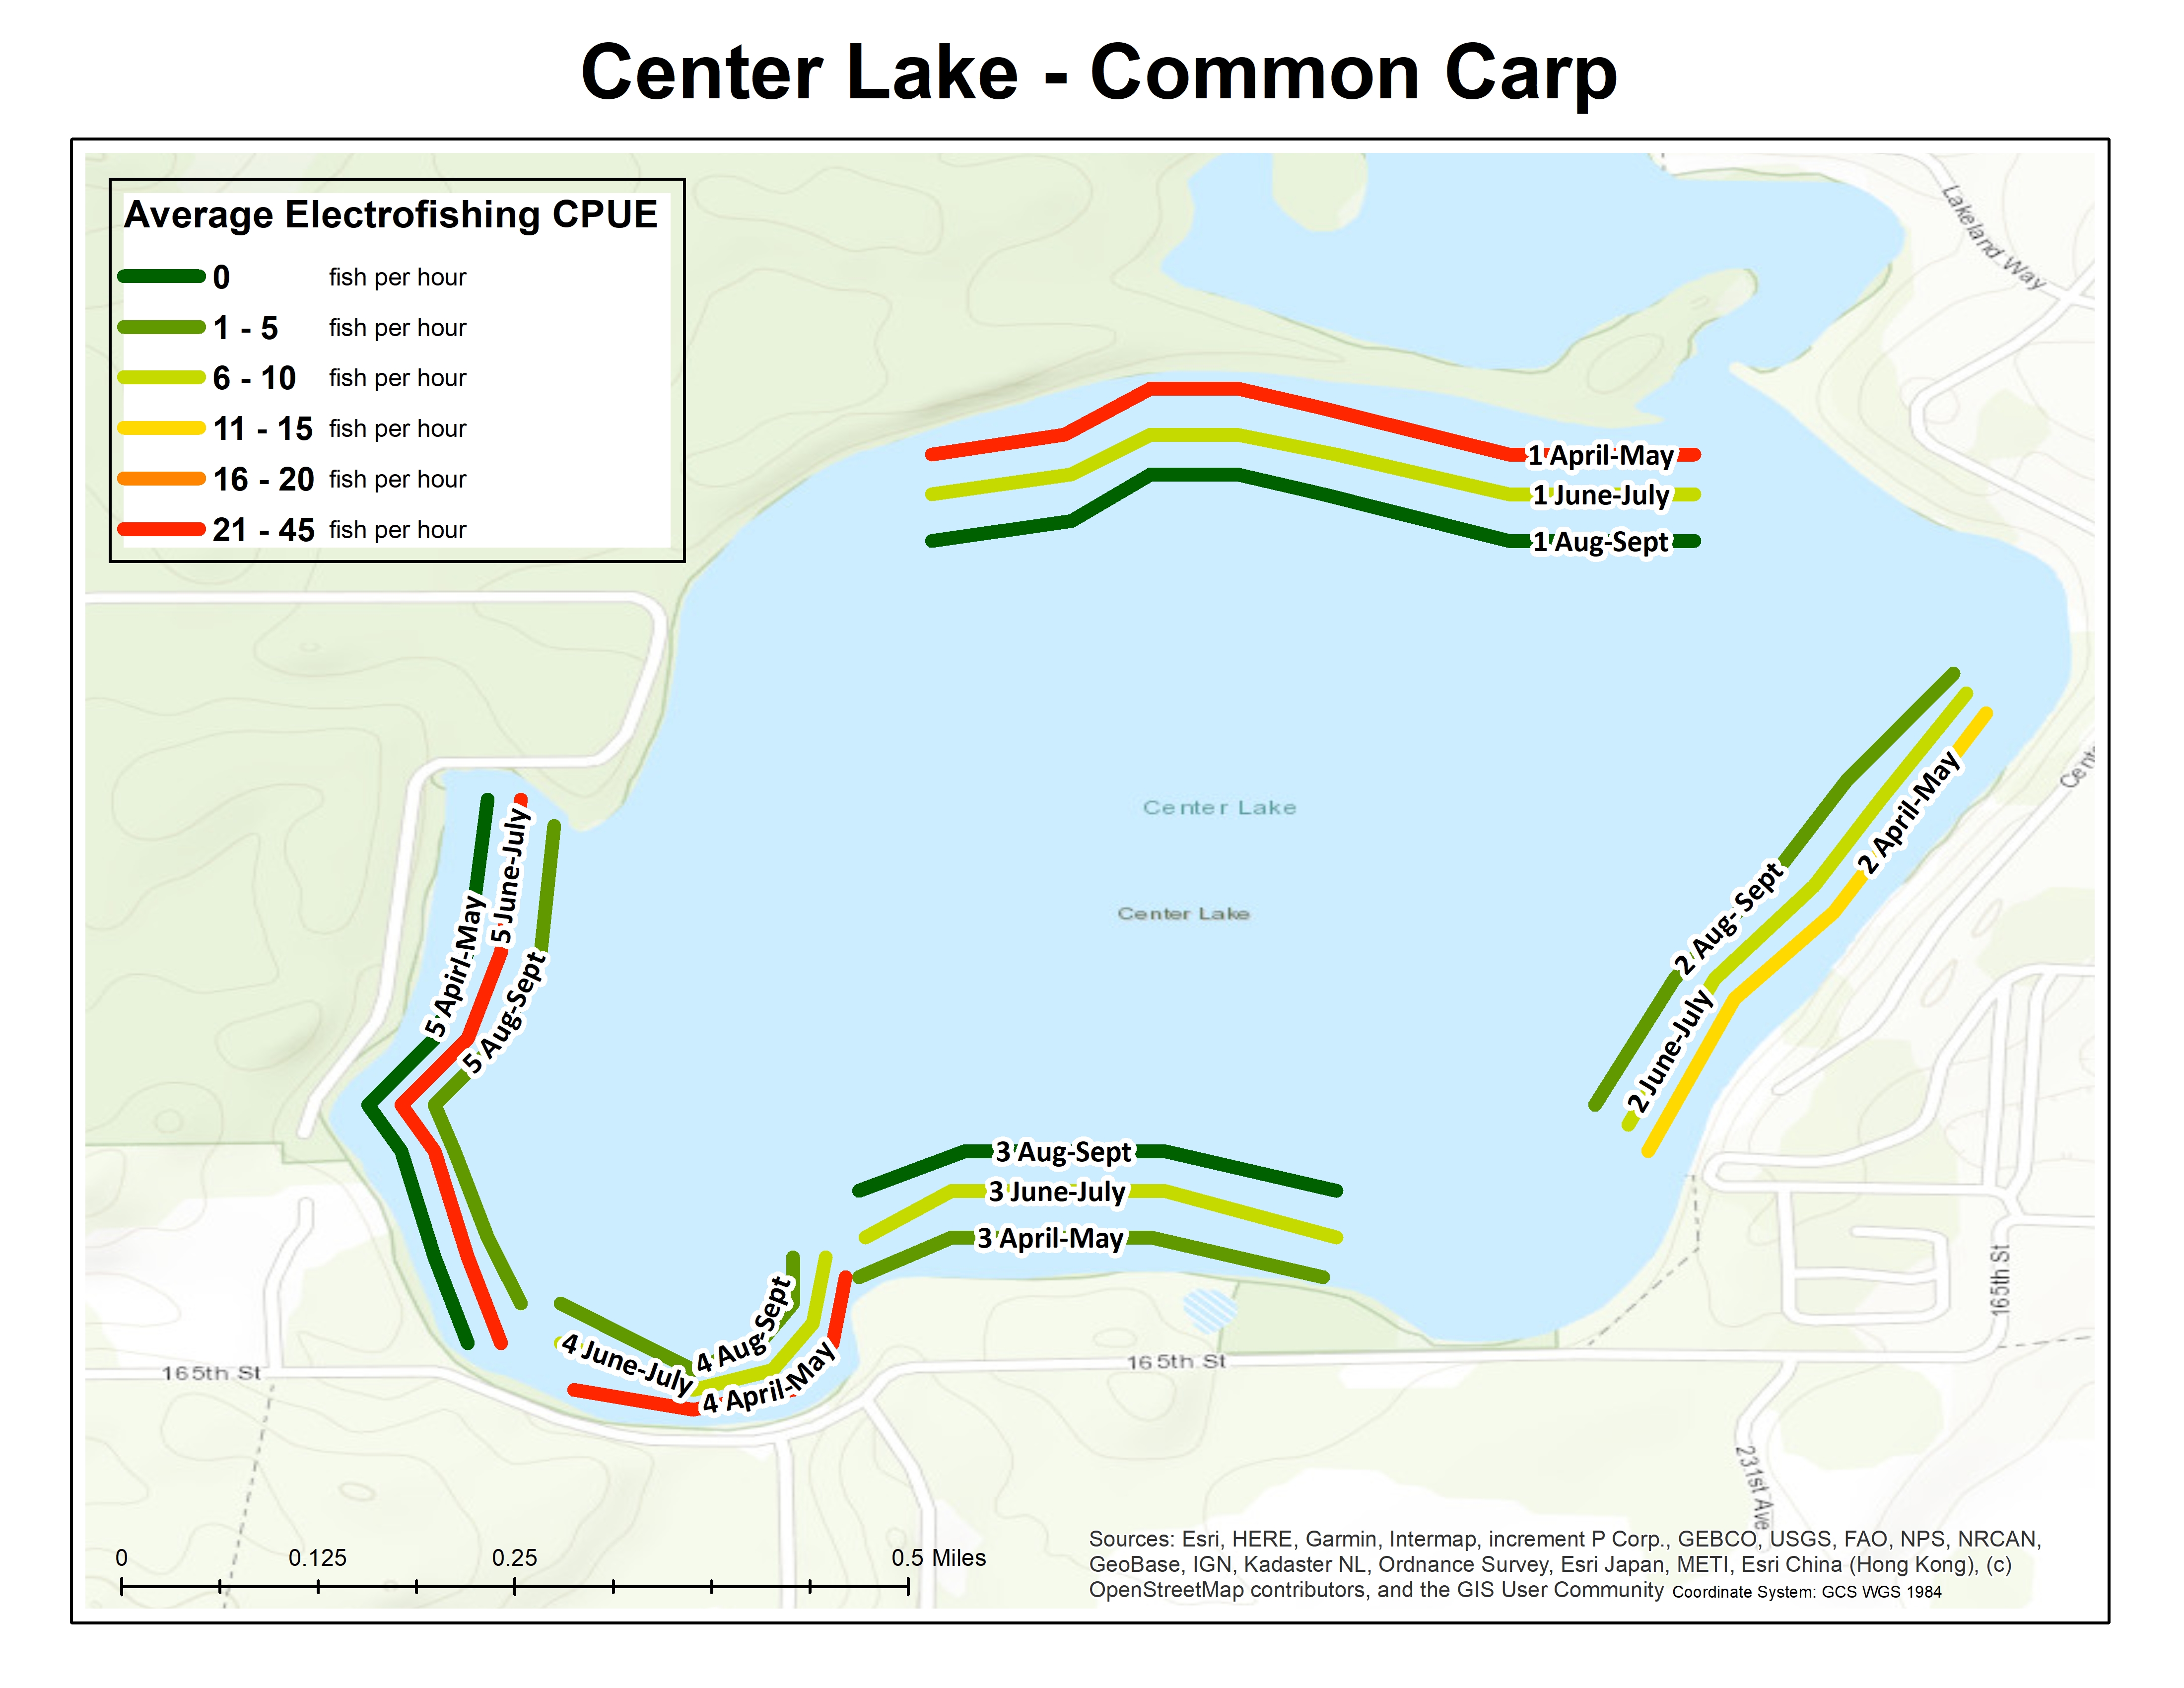 Center Lake - Common Carp
Average Electrofishing CPUE
0 fish per hour
1 - 5 fish per hour
6 - 10 fish per hour
11 - 15 fish per hour
16 - 20 fish per hour
21 - 45 fish per hour
Lakeland Way
1 April-May
1 June-July
1 Aug-Sept
Cent
2 April-May
2 Aug- Sept
2 June-July
Center Lake
Center Lake
5 June-July
5 Apirl-May
5 Aug-Sept
3 Aug-Sept
3 June-July
3 April-May
4 Aug-Sept
4 June-July
4 April-May
165th St
165th St
165th St
231st Ave
0 0.125 0.25 0.5 Miles
Sources: Esri, HERE, Garmin, Intermap, increment P Corp., GEBCO, USGS, FAO, NPS, NRCAN,
GeoBase, IGN, Kadaster NL, Ordnance Survey, Esri Japan, METI, Esri China (Hong Kong), (c)
OpenStreetMap contributors, and the GIS User Community Coordinate System: GCS WGS 1984